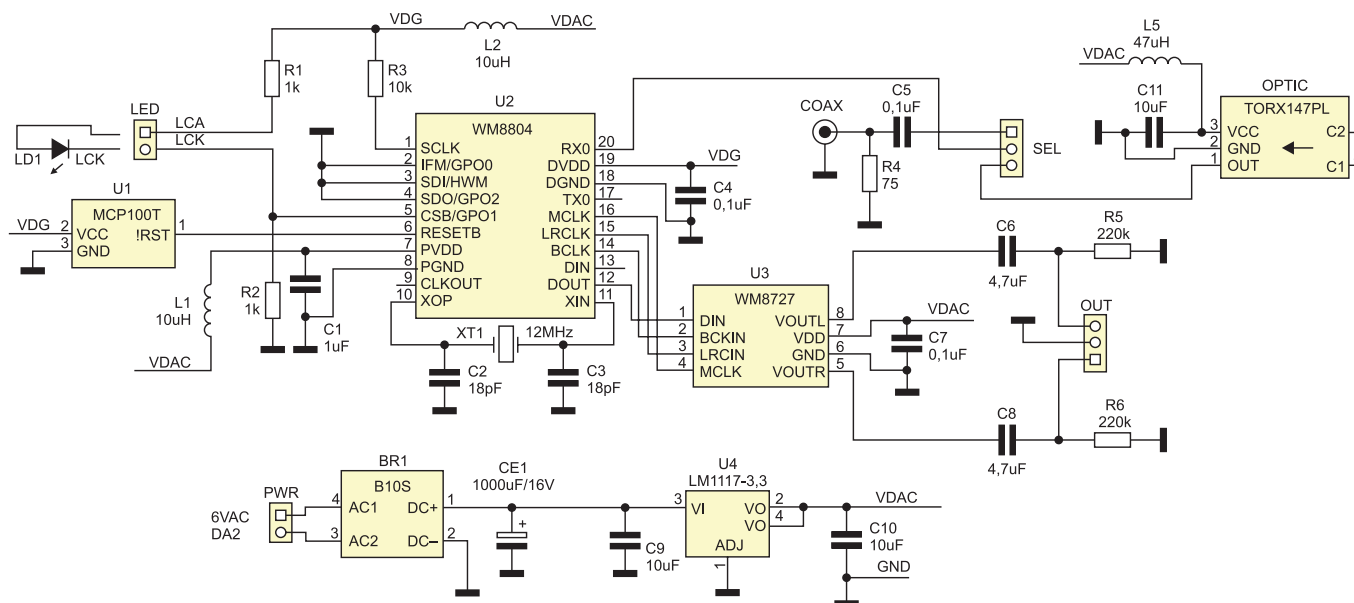 VDG
VDAC
L2
10uH
R1
1k
R3
10k
LED
LCA
LCK
LD1
LCK
U2
WM8804
1 SCLK
2 IFM/GPO0
3 SDI/HWM
4 SDO/GPO2
5 CSB/GPO1
6 RESETB
7 PVDD
8 PGND
9 CLKOUT
10 XOP
RX0 20
DVDD 19
DGND 18
TX0 17
MCLK 16
LRCLK 15
BCLK 14
DIN 13
DOUT 12
XIN 11
U1
MCP100T
VDG
2 VCC
3 GND
!RST 1
L1
10uH
VDAC
R2
1k
C1
1uF
XT1
12MHz
C2
18pF
C3
18pF
VDG
C4
0,1uF
COAX
C5
0,1uF
R4
75
SEL
L5
47uH
VDAC
C11
10uF
OPTIC
TORX147PL
3 VCC
2 GND
1 OUT
C2
C1
U3
WM8727
1 DIN
2 BCKIN
3 LRCIN
4 MCLK
VOUTL 8
VDD 7
GND 6
VOUTR 5
VDAC
C7
0,1uF
C6
4,7uF
R5
220k
OUT
C8
4,7uF
R6
220k
PWR
6VAC
DA2
BR1
B10S
4 AC1
3 AC2
DC+ 1
DC– 2
CE1
1000uF/16V
+
C9
10uF
U4
LM1117-3,3
3 VI
VO 2
VO 4
ADJ
1
VDAC
C10
10uF
GND